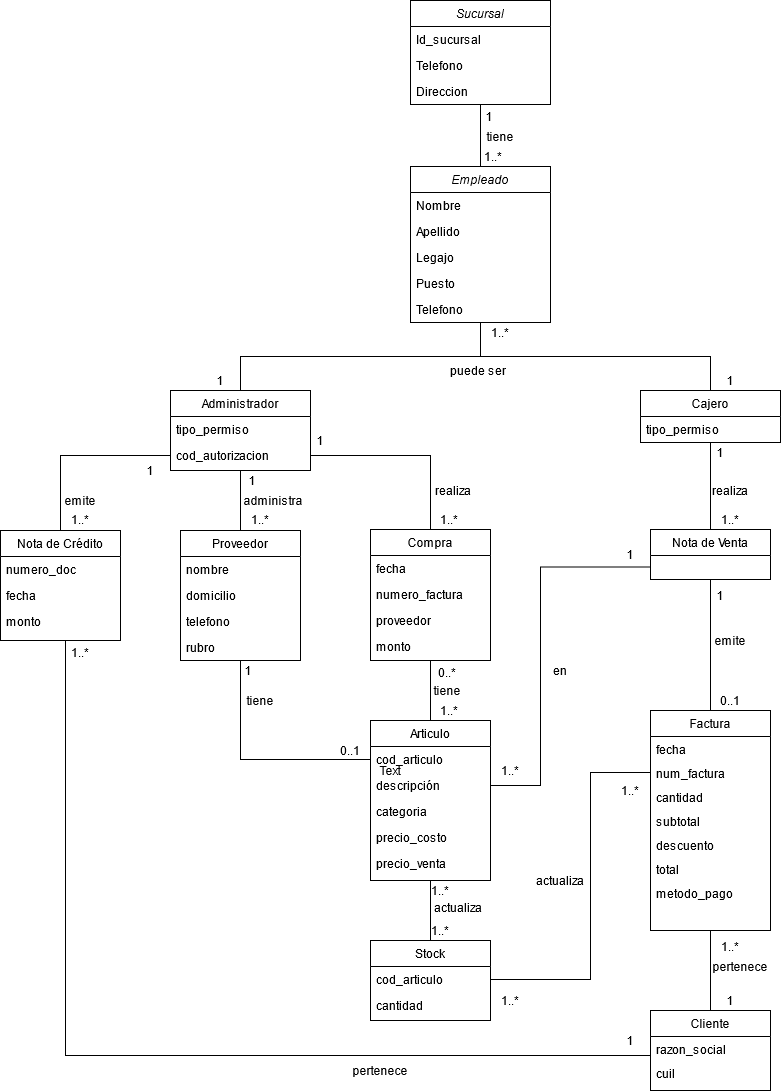 Sucursal
Id_sucursal
Telefono
Direccion
1
tiene
1..*
Empleado
Nombre
Apellido
Legajo
Puesto
Telefono
1..*
puede ser
1
1
Administrador
tipo_permiso
cod_autorizacion
Cajero
tipo_permiso
1
1
1
1
emite
administra
realiza
realiza
1..*
1..*
1..*
1..*
Nota de Crédito
numero_doc
fecha
monto
Proveedor
nombre
domicilio
telefono
rubro
Compra
fecha
numero_factura
proveedor
monto
Nota de Venta
1
1
emite
0..1
1..*
1
tiene
0..1
0..*
tiene
1..*
en
1..*
Articulo
cod_articulo
Text
descripción
categoria
precio_costo
precio_venta
Factura
fecha
num_factura
cantidad
subtotal
descuento
total
metodo_pago
1..*
actualiza
1..*
actualiza
1..*
Stock
cod_articulo
cantidad
1..*
1..*
pertenece
1
Cliente
razon_social
cuil
1
pertenece